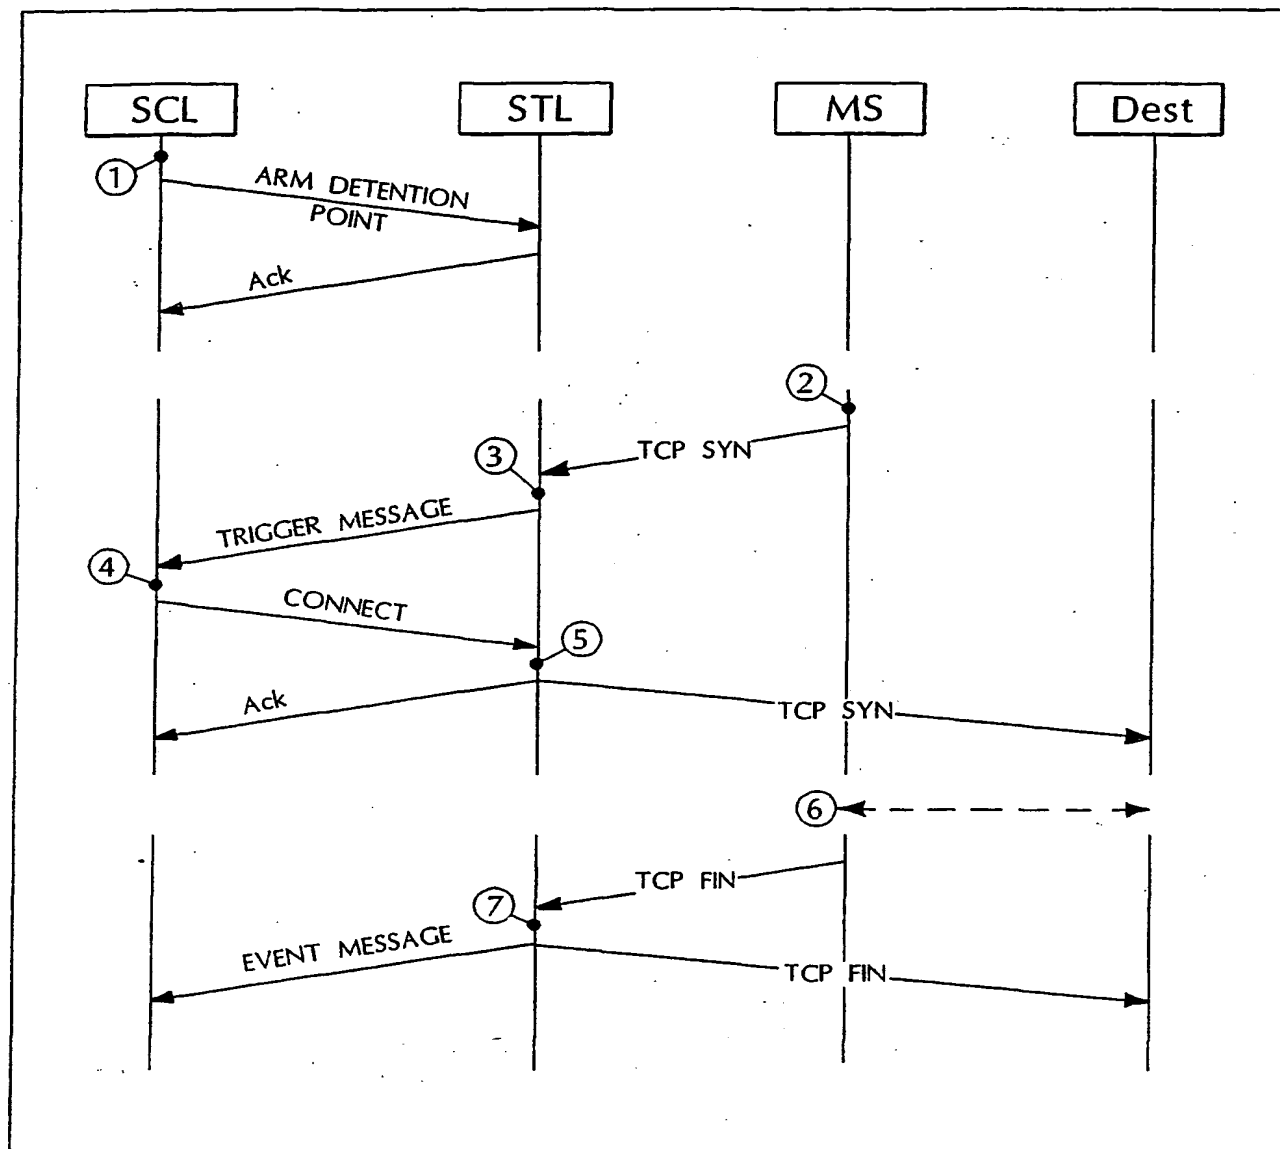 SCL STL MS Dest
1
ARM DETENTION
POINT
Ack
2
TCP SYN
3
TRIGGER MESSAGE
4
CONNECT
5
Ack
TCP SYN
6
TCP FIN
7
EVENT MESSAGE
TCP FIN